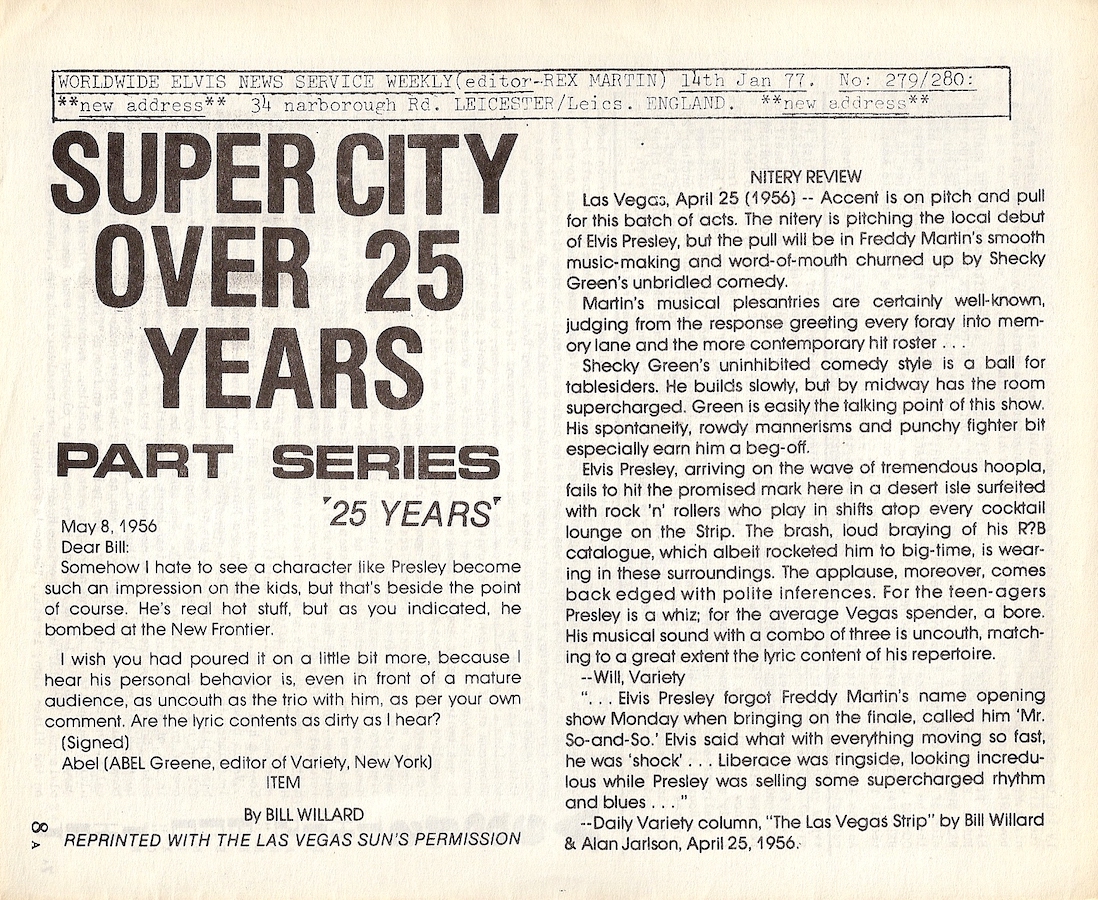 WORLDWIDE ELVIS NEWS SERVICE WEEKLY(editor-REX MARTIN) 14th Jan 77. No: 279/280:
**new address** 34 narborough Rd. LEICESTER/Leics. ENGLAND. **new address**
SUPER CITY
OVER 25
YEARS
PART SERIES
"25 YEARS"
May 8, 1956
Dear Bill:
Somehow I hate to see a character like Presley become
such an impression on the kids, but that's beside the point
of course. He's real hot stuff, but as you indicated, he
bombed at the New Frontier.
I wish you had poured it on a little bit more, because I
hear his personal behavior is, even in front of a mature
audience, as uncouth as the trio with him, as per your own
comment. Are the lyric contents as dirty as I hear?
(Signed)
Abel (ABEL Greene, editor of Variety, New York)
ITEM
By BILL WILLARD
REPRINTED WITH THE LAS VEGAS SUN'S PERMISSION
8A
NITERY REVIEW
Las Vegas, April 25 (1956) -- Accent is on pitch and pull
for this batch of acts. The nitery is pitching the local debut
of Elvis Presley, but the pull will be in Freddy Martin's smooth
music-making and word-of-mouth churned up by Shecky
Green's unbridled comedy.
Martin's musical plesantries are certainly well-known,
judging from the response greeting every foray into mem-
ory lane and the more contemporary hit roster . . .
Shecky Green's uninhibited comedy style is a ball for
tablesiders. He builds slowly, but by midway has the room
supercharged. Green is easily the talking point of this show.
His spontaneity, rowdy mannerisms and punchy fighter bit
especially earn him a beg-off.
Elvis Presley, arriving on the wave of tremendous hoopla,
fails to hit the promised mark here in a desert isle surfeited
with rock 'n' rollers who play in shifts atop every cocktail
lounge on the Strip. The brash, loud braying of his R?B
catalogue, which albeit rocketed him to big-time, is wear-
ing in these surroundings. The applause, moreover, comes
back edged with polite inferences. For the teen-agers
Presley is a whiz; for the average Vegas spender, a bore.
His musical sound with a combo of three is uncouth, match-
ing to a great extent the lyric content of his repertoire.
--Will, Variety
". . . Elvis Presley forgot Freddy Martin's name opening
show Monday when bringing on the finale, called him 'Mr.
So-and-So.' Elvis said what with everything moving so fast,
he was 'shock' . . . Liberace was ringside, looking incredu-
lous while Presley was selling some supercharged rhythm
and blues . . . "
--Daily Variety column, "The Las Vegas Strip" by Bill Willard
& Alan Jarlson, April 25, 1956.